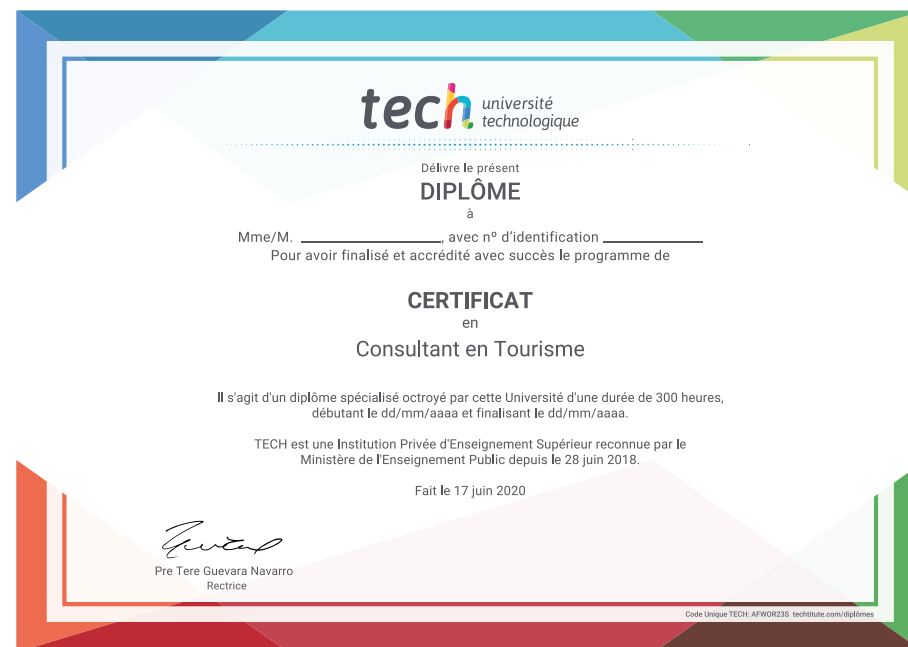 tech université
technologique
Délivre le présent
DIPLÔME
à
Mme/M. ____________________, avec nº d'identification ______________
Pour avoir finalisé et accrédité avec succès le programme de
CERTIFICAT
en
Consultant en Tourisme
Il s'agit d'un diplôme spécialisé octroyé par cette Université d'une durée de 300 heures,
débutant le dd/mm/aaaa et finalisant le dd/mm/aaaa.
TECH est une Institution Privée d'Enseignement Supérieur reconnue par le
Ministère de l'Enseignement Public depuis le 28 juin 2018.
Fait le 17 juin 2020
Pre Tere Guevara Navarro
Rectrice
Code Unique TECH: AFWOR23S techtitute.com/diplômes